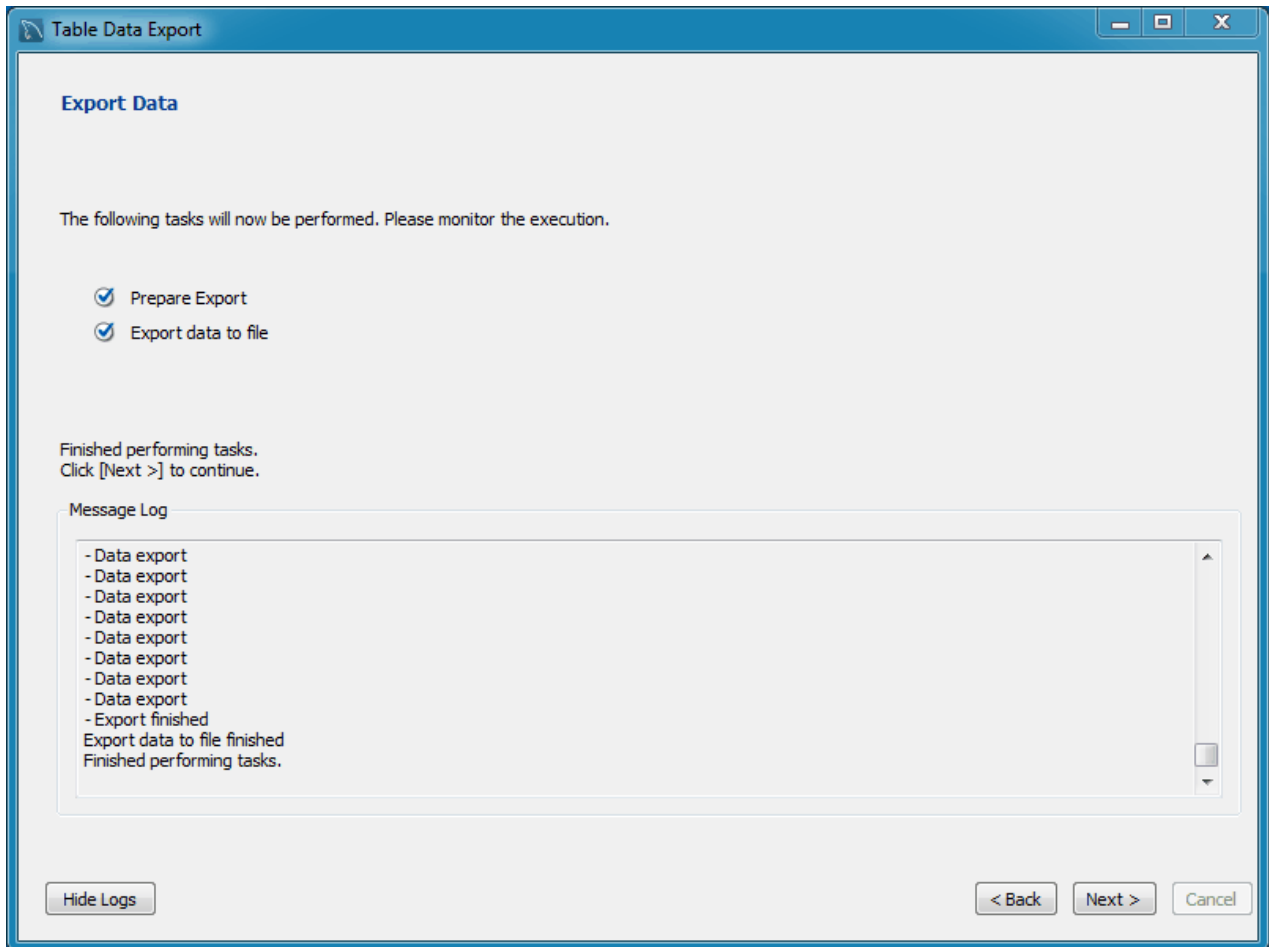 Table Data Export
Export Data
The following tasks will now be performed. Please monitor the execution.
Prepare Export
Export data to file
Finished performing tasks.
Click [Next >] to continue.
Message Log
- Data export
- Data export
- Data export
- Data export
- Data export
- Data export
- Data export
- Data export
- Export finished
Export data to file finished
Finished performing tasks.
Hide Logs
< Back
Next >
Cancel